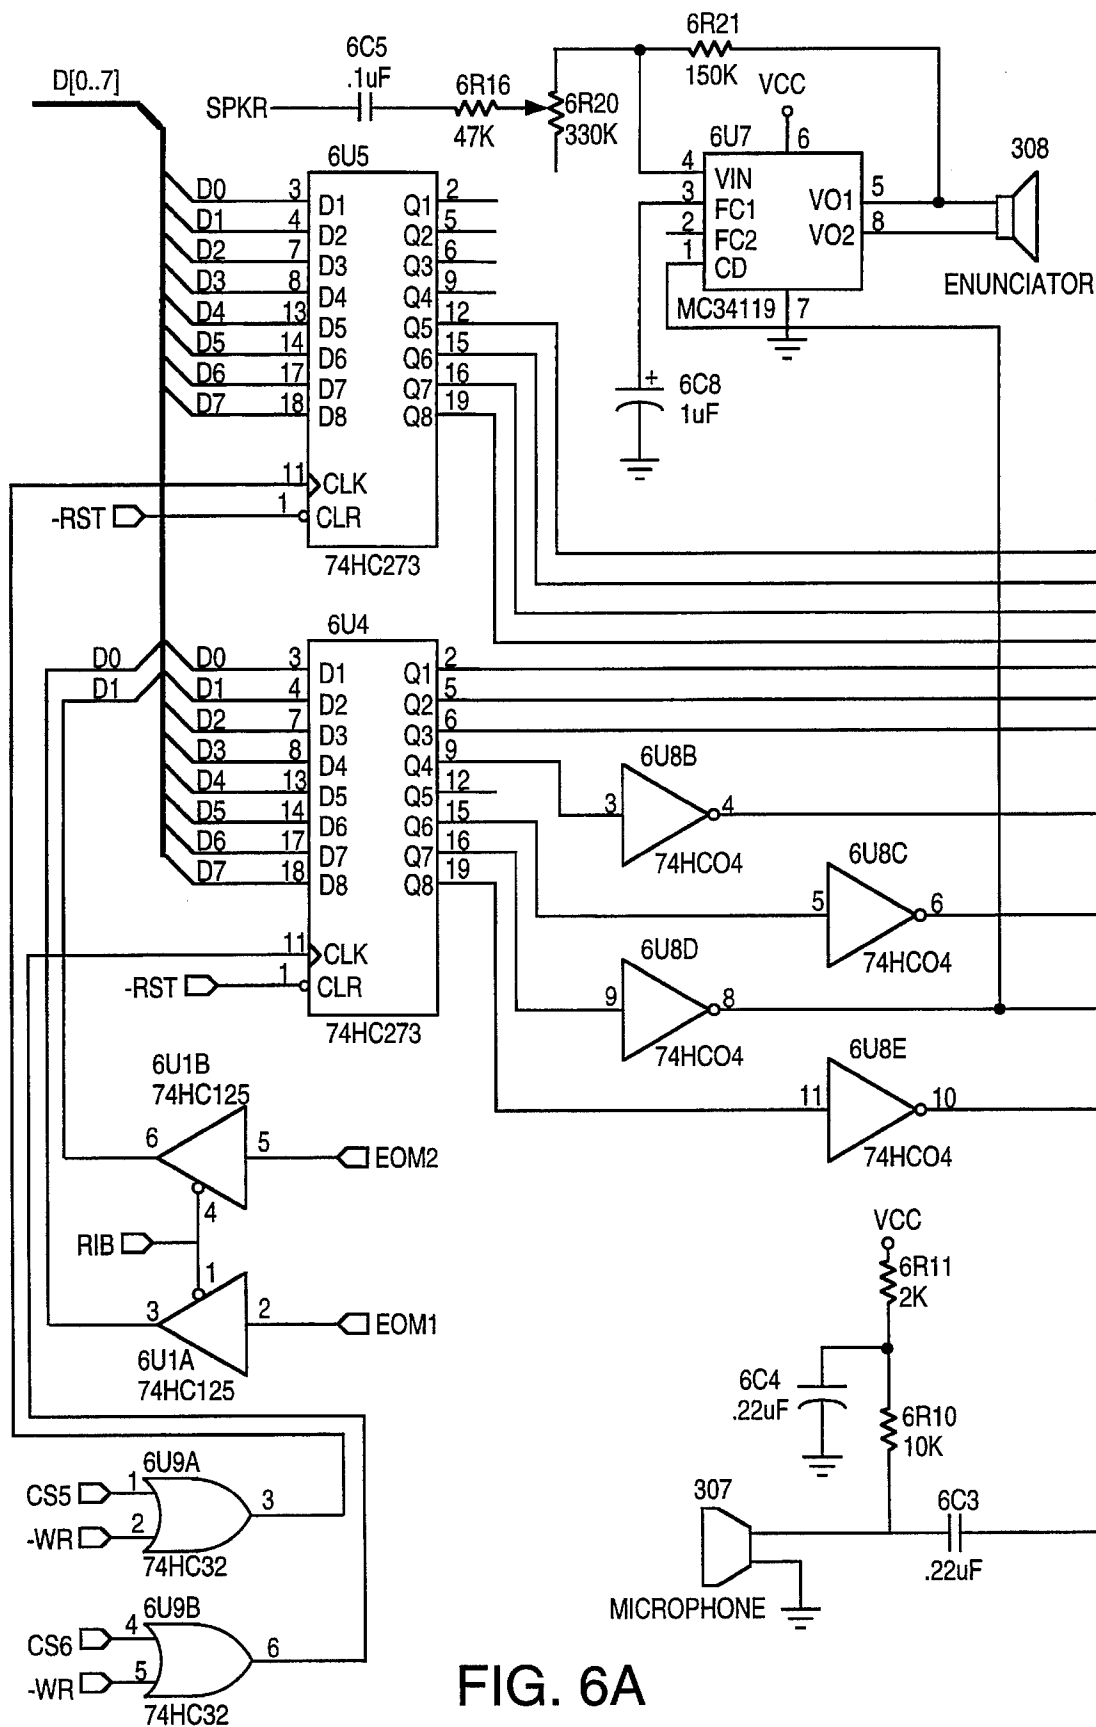 6R21
150K
6C5
.1uF
D[0..7]
SPKR
6R16
47K
6R20
330K
VCC
6U7
6
308
4 VIN
3 FC1
2 FC2
1 CD
VO1 5
VO2 8
MC34119 7
ENUNCIATOR
+
6C8
1uF
6U5
D0 3 D1 Q1 2
D1 4 D2 Q2 5
D2 7 D3 Q3 6
D3 8 D4 Q4 9
D4 13 D5 Q5 12
D5 14 D6 Q6 15
D6 17 D7 Q7 16
D7 18 D8 Q8 19
11 CLK
-RST 1 CLR
74HC273
6U4
D0 D0 3 D1 Q1 2
D1 D1 4 D2 Q2 5
D2 7 D3 Q3 6
D3 8 D4 Q4 9
D4 13 D5 Q5 12
D5 14 D6 Q6 15
D6 17 D7 Q7 16
D7 18 D8 Q8 19
11 CLK
-RST 1 CLR
74HC273
6U8B
3 4
74HCO4
6U8C
5 6
74HCO4
6U8D
9 8
74HCO4
6U8E
11 10
74HCO4
6U1B
74HC125
6 5 EOM2
4
RIB
1
3 2 EOM1
6U1A
74HC125
VCC
6R11
2K
6C4
.22uF
6R10
10K
307
6C3
.22uF
MICROPHONE
6U9A
CS5 1
3
-WR 2
74HC32
6U9B
CS6 4
6
-WR 5
74HC32
FIG. 6A